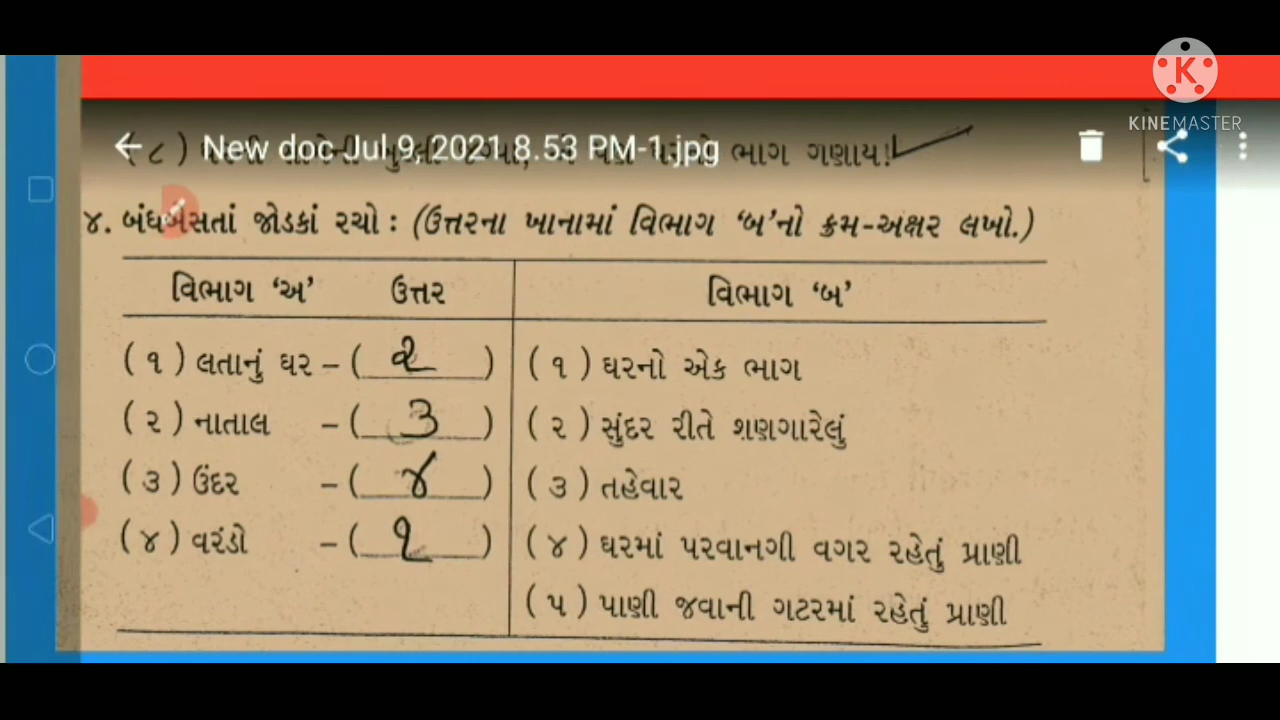 KINEMASTER
New doc Jul 9, 2021 8.53 PM-1.jpg
(૮) ભાગ ગણાય.
૪. બંધબેસતાં જોડકાં રચો : (ઉત્તરના ખાનામાં વિભાગ ‘બ’નો ક્રમ-અક્ષર લખો.)
વિભાગ ‘અ’ ઉત્તર વિભાગ ‘બ’
(૧) લતાનું ઘર – ( ૨ ) (૧) ઘરનો એક ભાગ
(૨) નાતાલ – ( ૩ ) (૨) સુંદર રીતે શણગારેલું
(૩) ઉંદર – ( ૪ ) (૩) તહેવાર
(૪) વરંડો – ( ૧ ) (૪) ઘરમાં પરવાનગી વગર રહેતું પ્રાણી
(૫) પાણી જવાની ગટરમાં રહેતું પ્રાણી